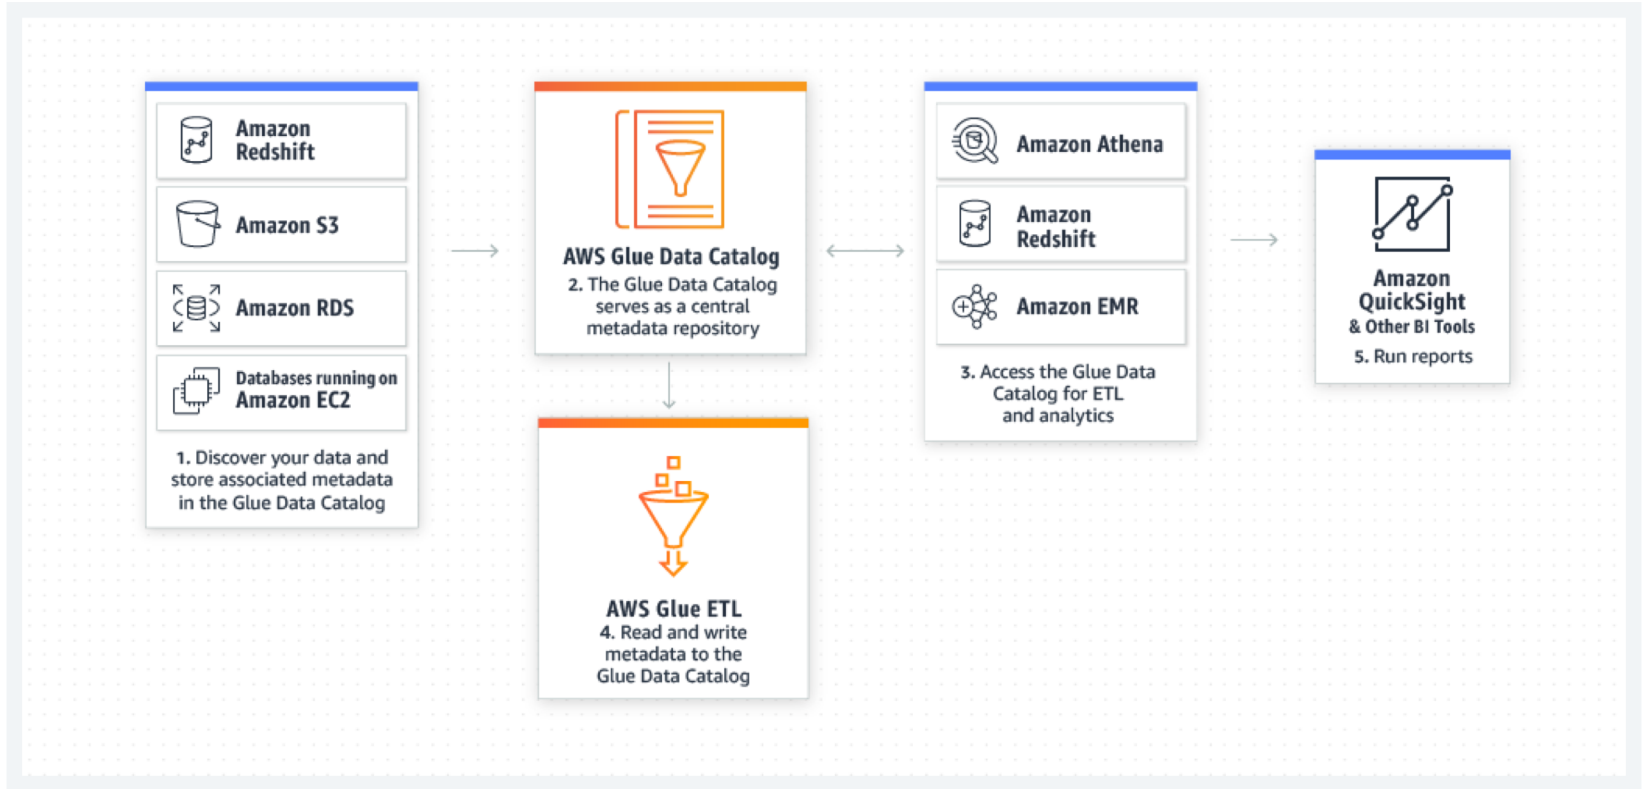 Amazon
Redshift
Amazon S3
Amazon RDS
Databases running on
Amazon EC2
1. Discover your data and
store associated metadata
in the Glue Data Catalog
AWS Glue Data Catalog
2. The Glue Data Catalog
serves as a central
metadata repository
AWS Glue ETL
4. Read and write
metadata to the
Glue Data Catalog
Amazon Athena
Amazon
Redshift
Amazon EMR
3. Access the Glue Data
Catalog for ETL
and analytics
Amazon
QuickSight
& Other BI Tools
5. Run reports